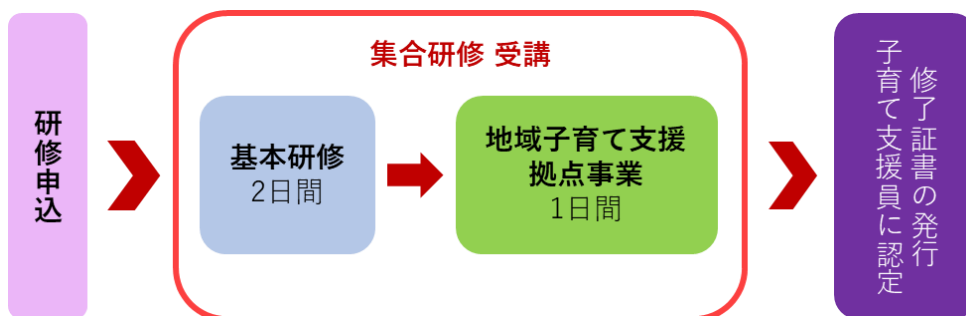 研修申込
集合研修 受講
基本研修
2日間
地域子育て支援
拠点事業
1日間
修了証書の発行
子育て支援員に認定